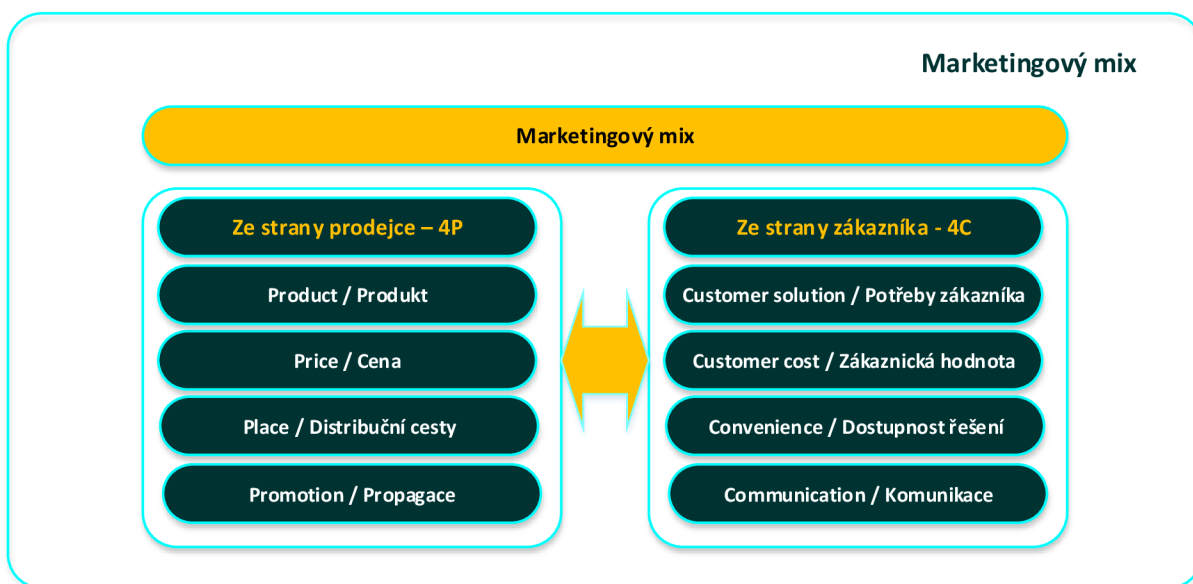 Marketingový mix
Marketingový mix
Ze strany prodejce – 4P
Product / Produkt
Price / Cena
Place / Distribuční cesty
Promotion / Propagace
Ze strany zákazníka - 4C
Customer solution / Potřeby zákazníka
Customer cost / Zákaznická hodnota
Convenience / Dostupnost řešení
Communication / Komunikace